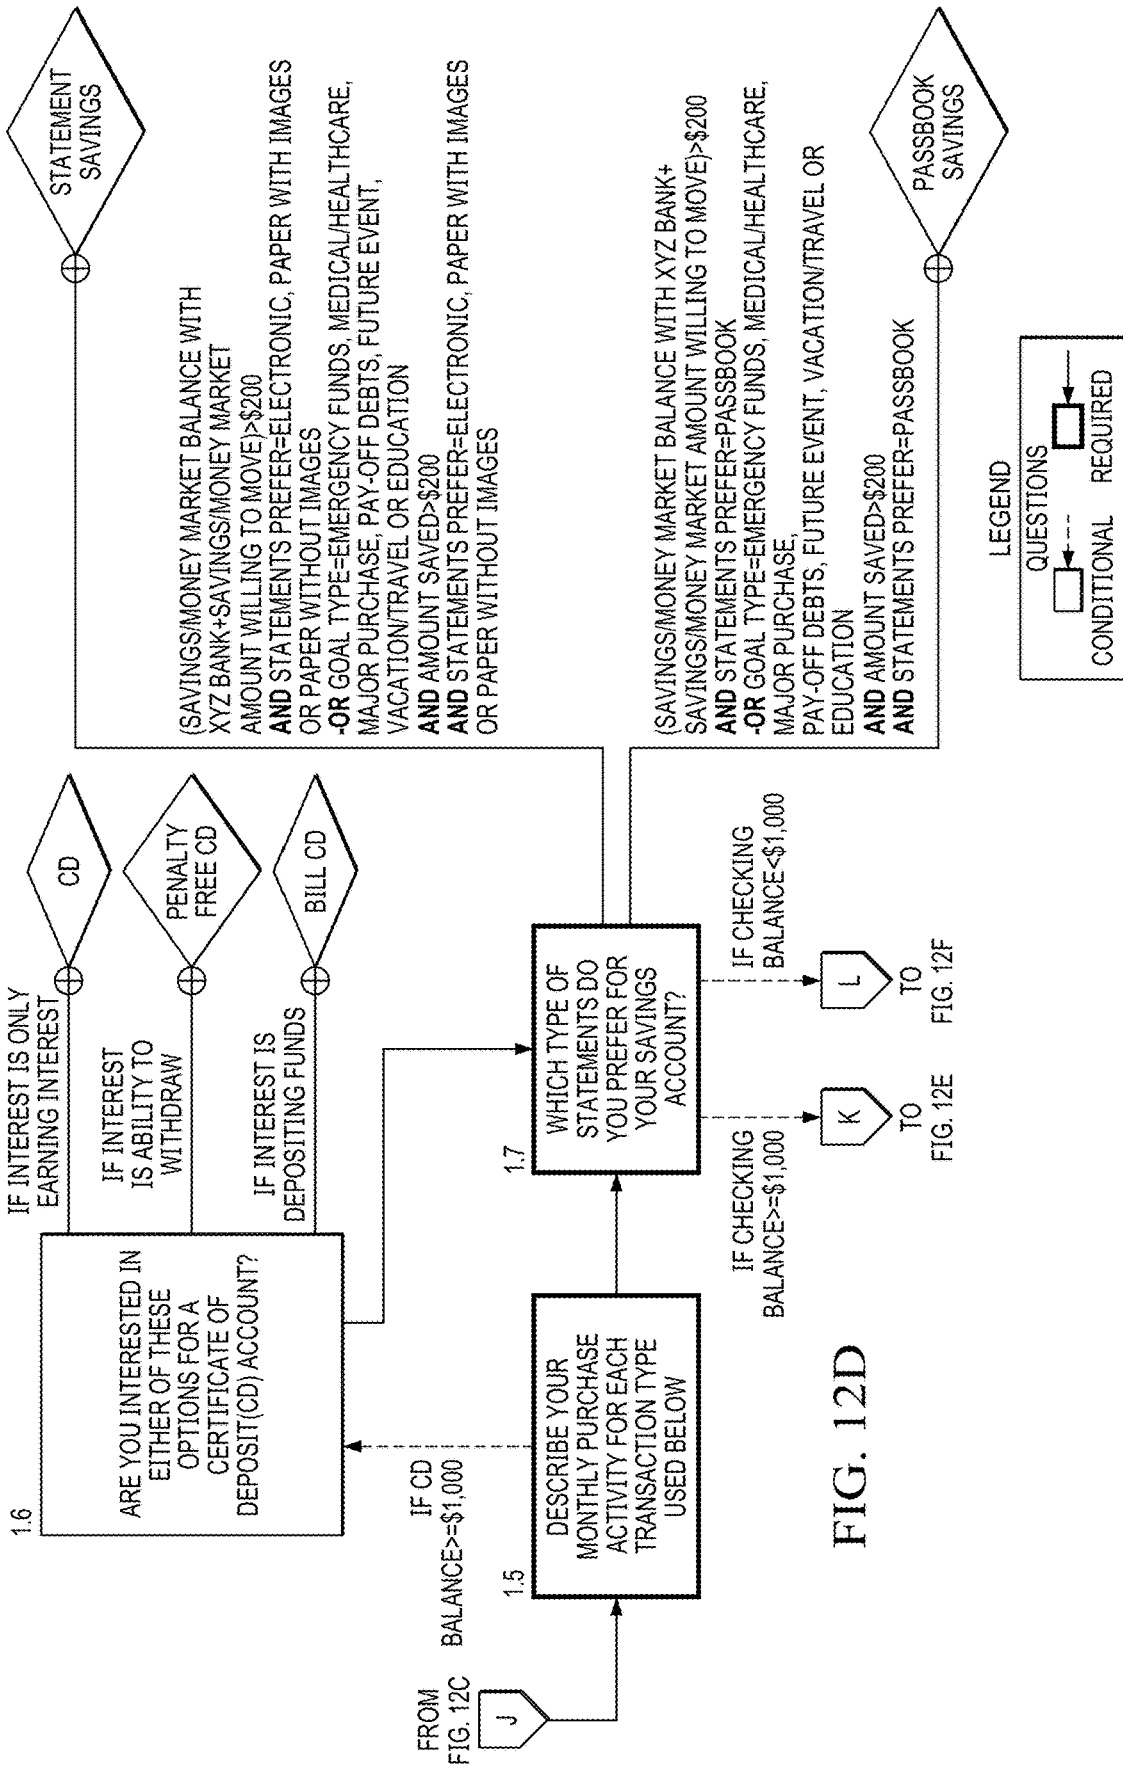 1.6
ARE YOU INTERESTED IN
EITHER OF THESE
OPTIONS FOR A
CERTIFICATE OF
DEPOSIT(CD) ACCOUNT?
IF INTEREST IS ONLY
EARNING INTEREST
CD
IF INTEREST
IS ABILITY TO
WITHDRAW
PENALTY
FREE CD
IF INTEREST IS
DEPOSITING FUNDS
BILL CD
STATEMENT
SAVINGS
(SAVINGS/MONEY MARKET BALANCE WITH
XYZ BANK+SAVINGS/MONEY MARKET
AMOUNT WILLING TO MOVE)>$200
AND STATEMENTS PREFER=ELECTRONIC, PAPER WITH IMAGES
OR PAPER WITHOUT IMAGES
-OR GOAL TYPE=EMERGENCY FUNDS, MEDICAL/HEALTHCARE,
MAJOR PURCHASE, PAY-OFF DEBTS, FUTURE EVENT,
VACATION/TRAVEL OR EDUCATION
AND AMOUNT SAVED>$200
AND STATEMENTS PREFER=ELECTRONIC, PAPER WITH IMAGES
OR PAPER WITHOUT IMAGES
FROM
FIG. 12C
J
IF CD
BALANCE>=$1,000
1.5
DESCRIBE YOUR
MONTHLY PURCHASE
ACTIVITY FOR EACH
TRANSACTION TYPE
USED BELOW
1.7
WHICH TYPE OF
STATEMENTS DO
YOU PREFER FOR
YOUR SAVINGS
ACCOUNT?
(SAVINGS/MONEY MARKET BALANCE WITH XYZ BANK+
SAVINGS/MONEY MARKET AMOUNT WILLING TO MOVE)>$200
AND STATEMENTS PREFER=PASSBOOK
-OR GOAL TYPE=EMERGENCY FUNDS, MEDICAL/HEALTHCARE,
MAJOR PURCHASE,
PAY-OFF DEBTS, FUTURE EVENT, VACATION/TRAVEL OR
EDUCATION
AND AMOUNT SAVED>$200
AND STATEMENTS PREFER=PASSBOOK
PASSBOOK
SAVINGS
IF CHECKING
BALANCE>=$1,000
K
TO
FIG. 12E
IF CHECKING
BALANCE<$1,000
L
TO
FIG. 12F
FIG. 12D
LEGEND
QUESTIONS
CONDITIONAL REQUIRED